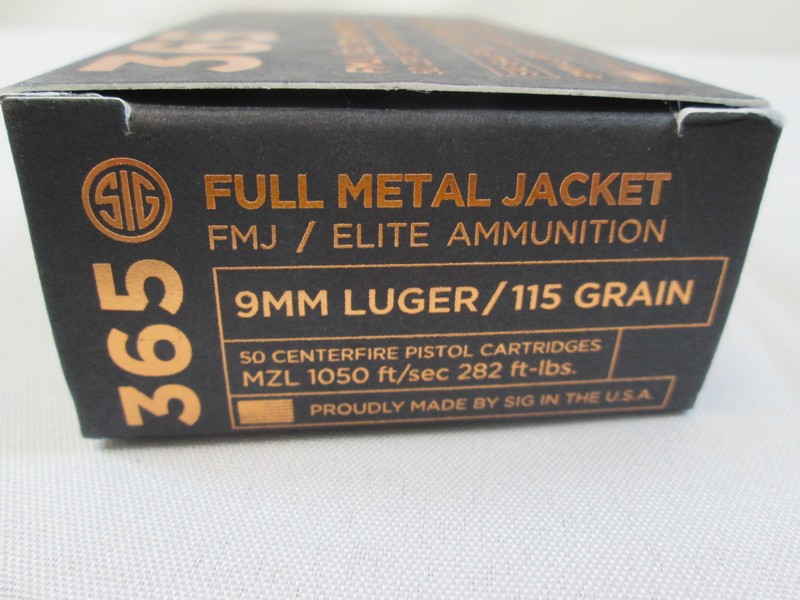 365
SIG
FULL METAL JACKET
FMJ / ELITE AMMUNITION
9MM LUGER/115 GRAIN
50 CENTERFIRE PISTOL CARTRIDGES
MZL 1050 ft/sec 282 ft-lbs.
PROUDLY MADE BY SIG IN THE U.S.A.
365